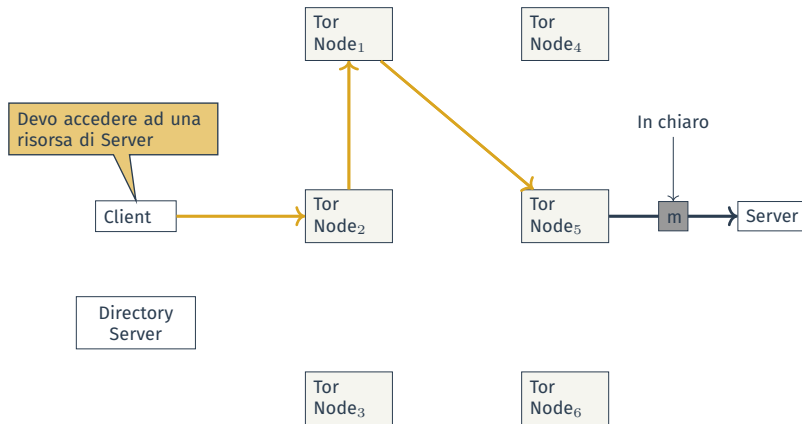 Tor
Node₁
Tor
Node₄
Devo accedere ad una
risorsa di Server
In chiaro
Client
Tor
Node₂
Tor
Node₅
m
Server
Directory
Server
Tor
Node₃
Tor
Node₆